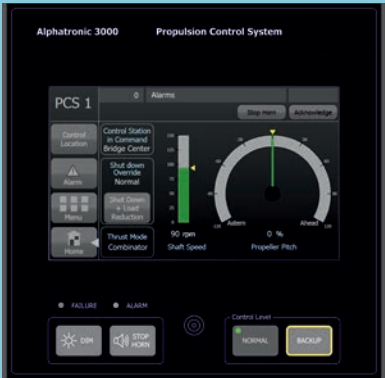 Alphatronic 3000 Propulsion Control System
PCS 1
0 Alarms
Stop Horn Acknowledge
Control
Location
Control Station
in Command
Bridge Center
Alarm
Shut down
Override
Normal
Menu
Shut Down
+ Load
Reduction
Home
Thrust Mode
Combinator
90 rpm
Shaft Speed
Astern Ahead
0 %
Propeller Pitch
FAILURE ALARM
DIM
STOP
HORN
Control Level
NORMAL
BACKUP